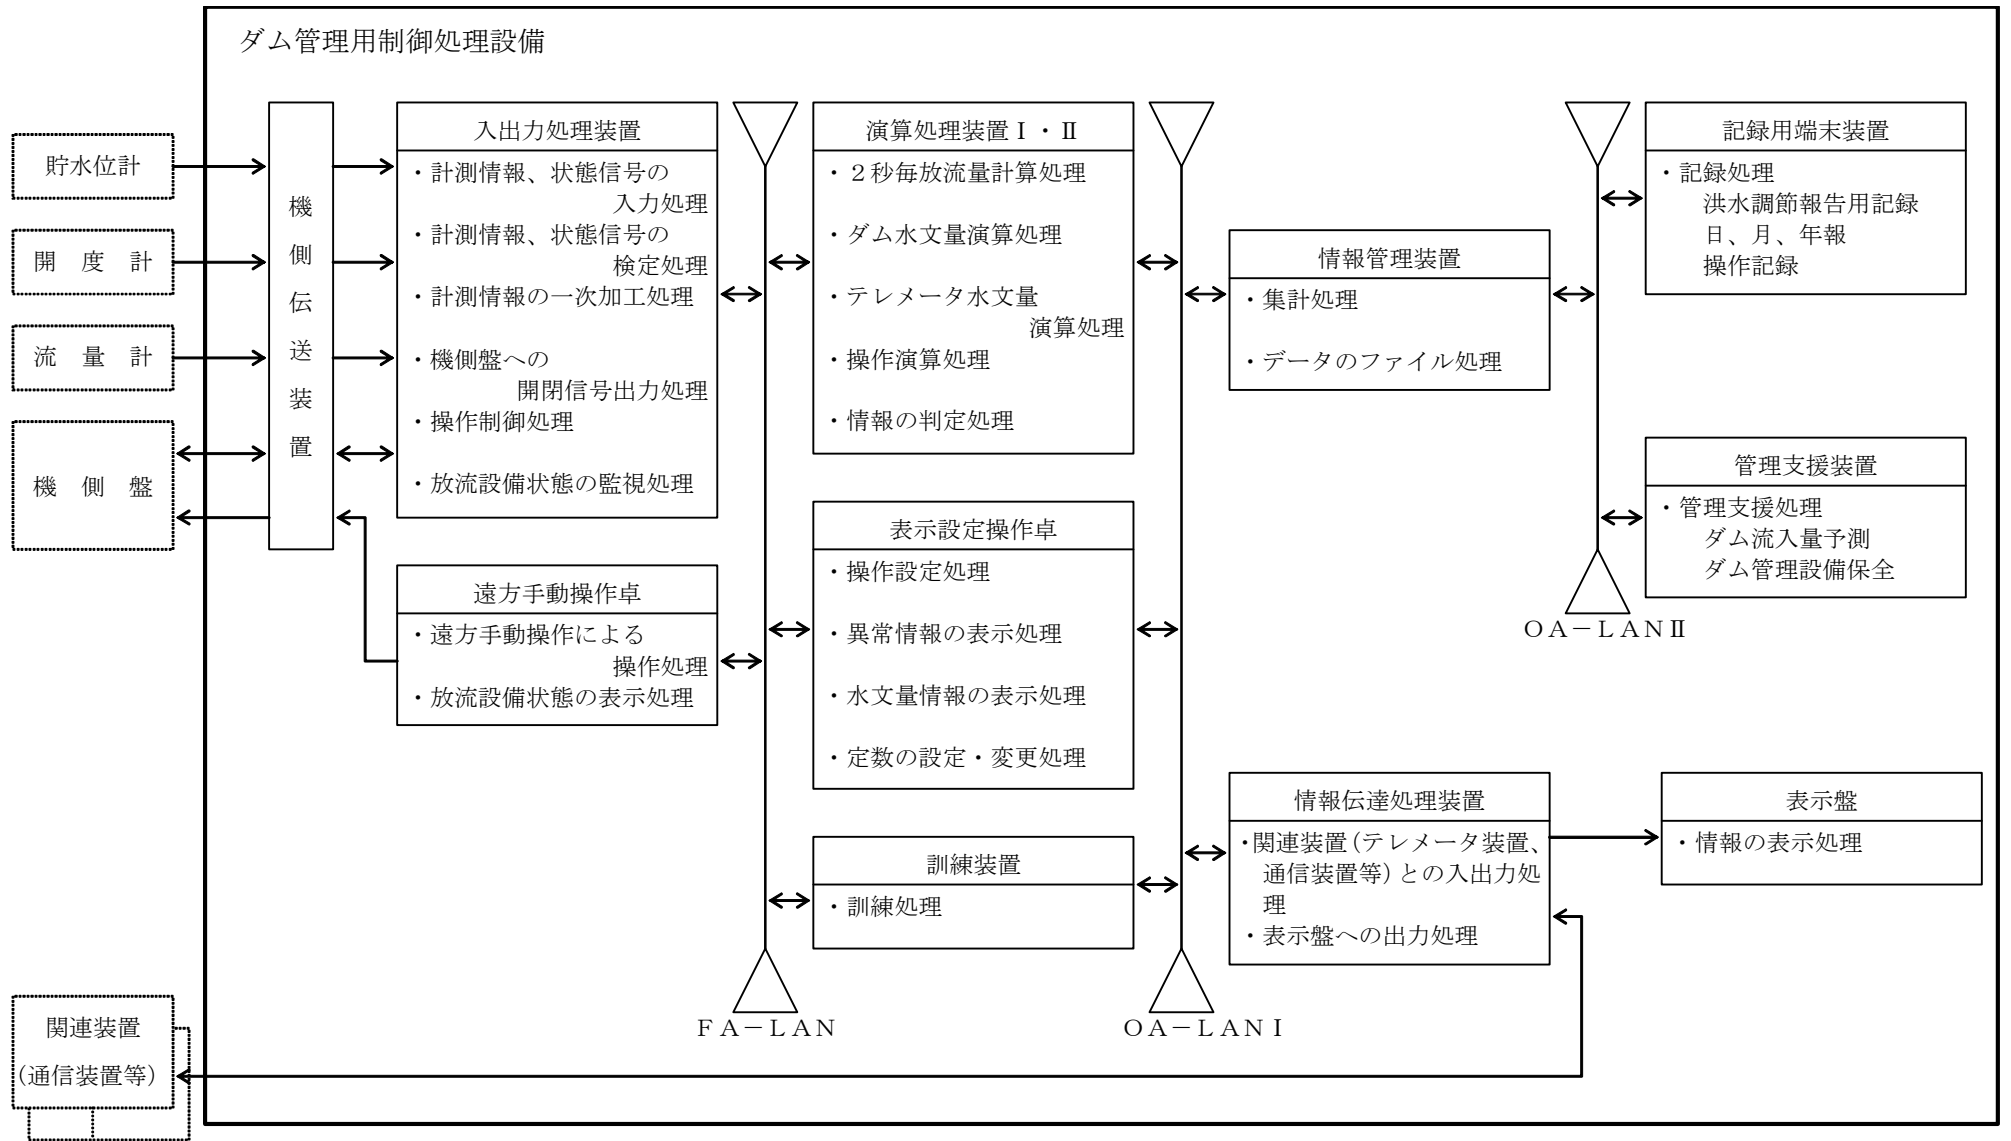 ダム管理用制御処理設備
貯水位計
開度計
流量計
機側盤
機側伝送装置
入出力処理装置
・計測情報、状態信号の
入力処理
・計測情報、状態信号の
検定処理
・計測情報の一次加工処理
・機側盤への
開閉信号出力処理
・操作制御処理
・放流設備状態の監視処理
遠方手動操作卓
・遠方手動操作による
操作処理
・放流設備状態の表示処理
FA－LAN
演算処理装置Ⅰ・Ⅱ
・２秒毎放流量計算処理
・ダム水文量演算処理
・テレメータ水文量
演算処理
・操作演算処理
・情報の判定処理
表示設定操作卓
・操作設定処理
・異常情報の表示処理
・水文量情報の表示処理
・定数の設定・変更処理
訓練装置
・訓練処理
OA－LANⅠ
情報管理装置
・集計処理
・データのファイル処理
OA－LANⅡ
記録用端末装置
・記録処理
洪水調節報告用記録
日、月、年報
操作記録
管理支援装置
・管理支援処理
ダム流入量予測
ダム管理設備保全
情報伝達処理装置
・関連装置（テレメータ装置、
通信装置等）との入出力処
理
・表示盤への出力処理
表示盤
・情報の表示処理
関連装置
（通信装置等）